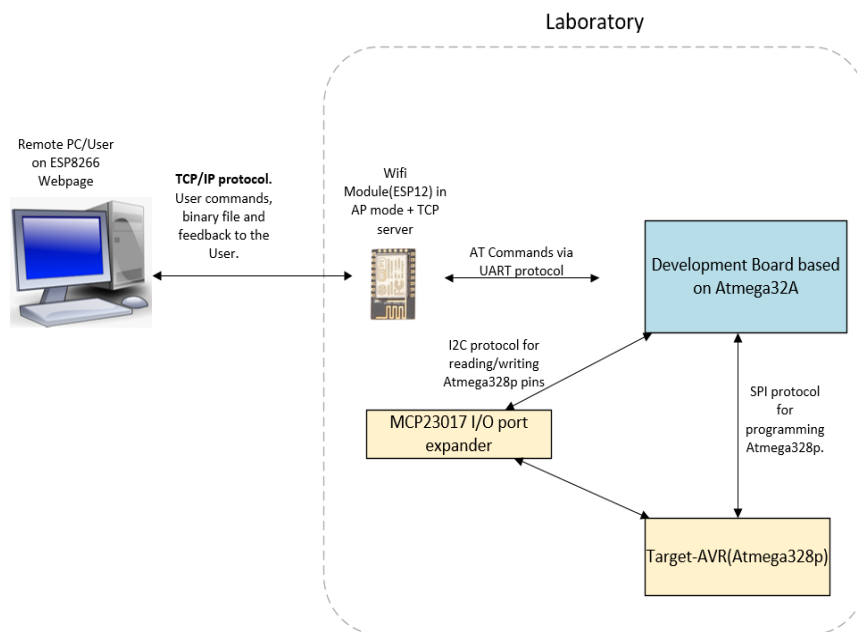 Laboratory
Remote PC/User
on ESP8266
Webpage
TCP/IP protocol.
User commands,
binary file and
feedback to the
User.
Wifi
Module(ESP12) in
AP mode + TCP
server
AT Commands via
UART protocol
Development Board based
on Atmega32A
I2C protocol for
reading/writing
Atmega328p pins
SPI protocol
for
programming
Atmega328p.
MCP23017 I/O port
expander
Target-AVR(Atmega328p)